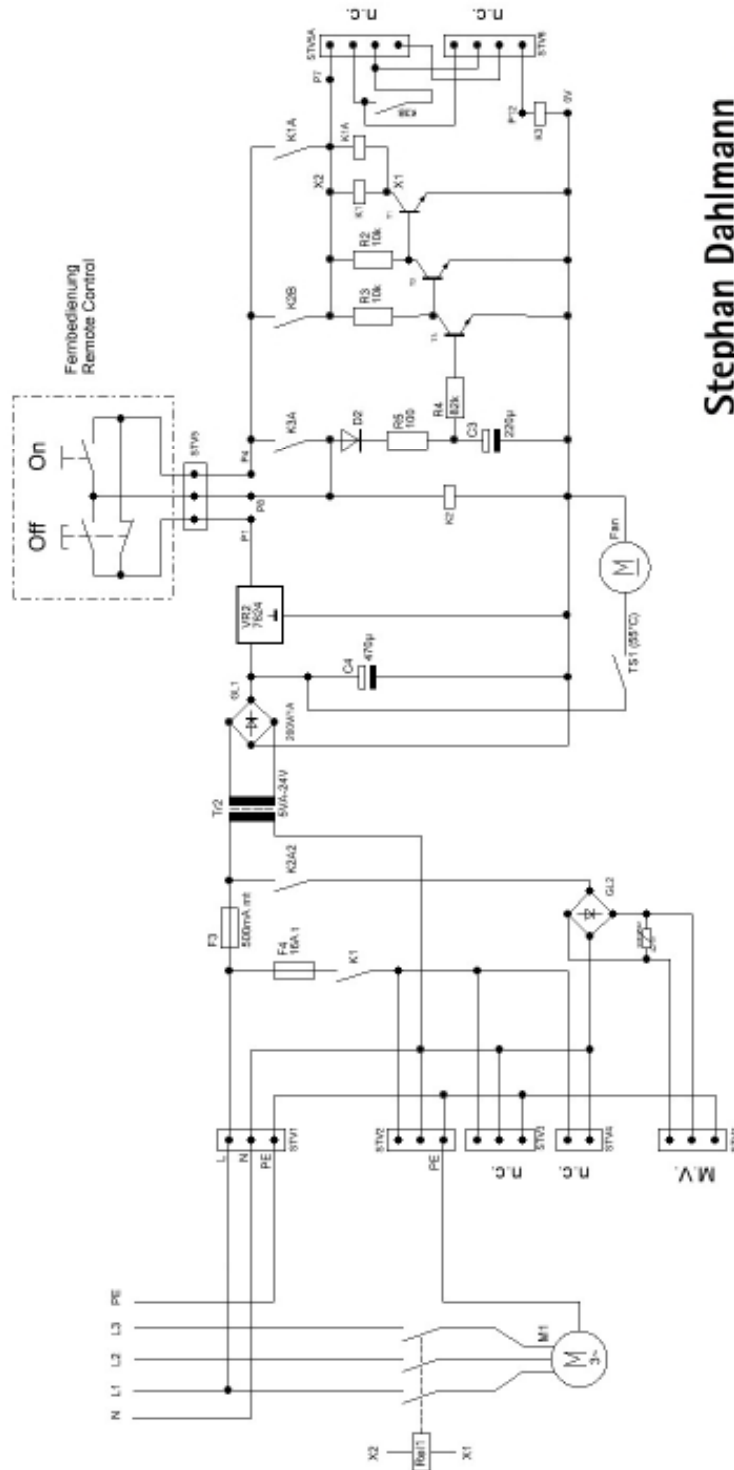 Fernbedienung
Remote Control
Off
On
STV5
P1
P0
P4
N
L1
L2
L3
PE
X2
Rel1
X1
M1
M
3~
L
N
PE
STV1
STV2
PE
STV3
n.c.
STV4
n.c.
M.V.
F3
500mA mt
F4
16A t
K1
K2A2
GL2
Tr2
5VA-24V
GL1
C4
470µ
VR2
7824
TS1 (55°C)
M
Fan
K2
K3A
D2
R5
100
R4
82k
C3
220µ
K2B
R3
10k
R2
10k
X2
K1
X1
K1A
K1A
T1
P7
STV5A
n.c.
STV6
n.c.
P12
K3
0V
Stephan Dahlmann